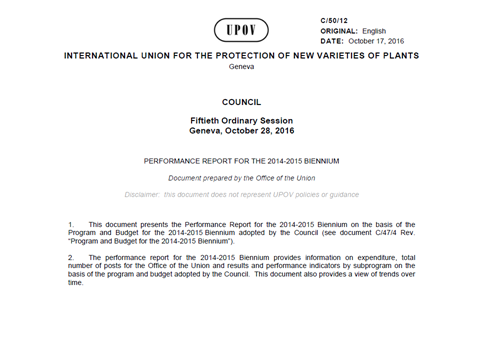 C/50/12
UPOV
ORIGINAL: English
DATE: October 17, 2016
INTERNATIONAL UNION FOR THE PROTECTION OF NEW VARIETIES OF PLANTS
Geneva
COUNCIL
Fiftieth Ordinary Session
Geneva, October 28, 2016
PERFORMANCE REPORT FOR THE 2014-2015 BIENNIUM
Document prepared by the Office of the Union
Disclaimer: this document does not represent UPOV policies or guidance
1. This document presents the Performance Report for the 2014-2015 Biennium on the basis of the
Program and Budget for the 2014-2015 Biennium adopted by the Council (see document C/47/4 Rev.
“Program and Budget for the 2014-2015 Biennium”).
2. The performance report for the 2014-2015 Biennium provides information on expenditure, total
number of posts for the Office of the Union and results and performance indicators by subprogram on the
basis of the program and budget adopted by the Council. This document also provides a view of trends over
time.